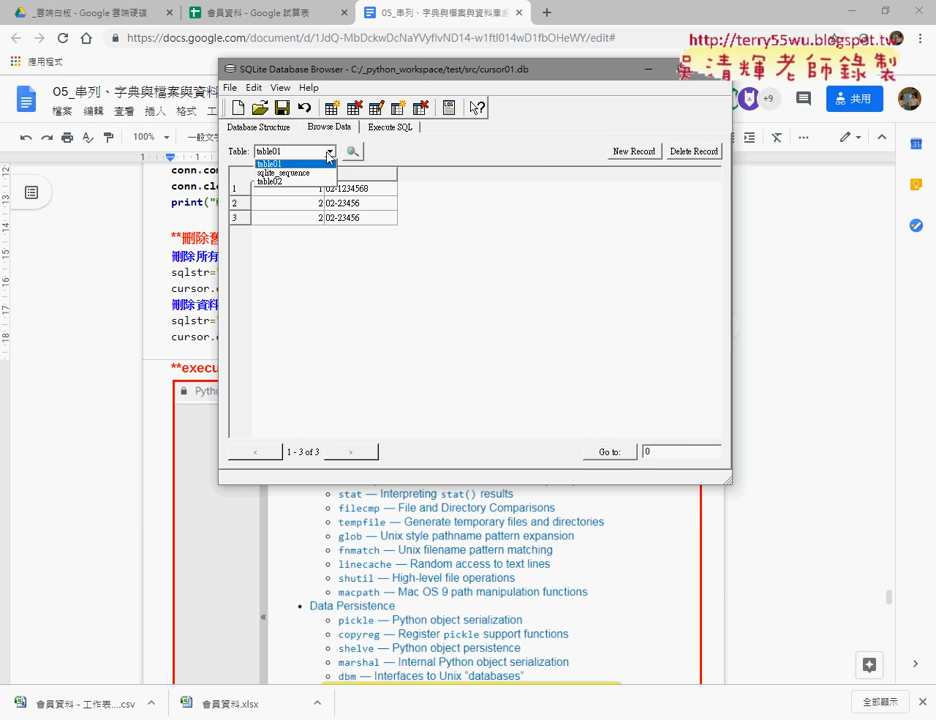 _雲端白板 - Google 雲端硬碟
會員資料 - Google 試算表
05_串列、字典與檔案與資料庫處
https://docs.google.com/document/d/1JdQ-MbDckwDcNaYVyfIvND14-w1ftI014wD1fbOHeWY/edit#
應用程式
http://terry55wu.blogspot.tw
吳清輝老師錄製
05_串列、字典與檔案與資料
檔案 編輯 查看 插入 格式 工
+9
共用
100%
一般文字
SQLite Database Browser - C:/_python_workspace/test/src/cursor01.db
File Edit View Help
Database Structure Browse Data Execute SQL
Table: table01
New Record Delete Record
table01
sqlite_sequence
table02
1 1 02-1234568
2 2 02-23456
3 2 02-23456
< 1 - 3 of 3 > Go to: 0
conn.com
conn.clo
print("
**刪除舊
刪除所有
sqlstr="
cursor.e
刪除資料
sqlstr="
cursor.e
**execu
Pytho
stat — Interpreting stat() results
filecmp — File and Directory Comparisons
tempfile — Generate temporary files and directories
glob — Unix style pathname pattern expansion
fnmatch — Unix filename pattern matching
linecache — Random access to text lines
shutil — High-level file operations
macpath — Mac OS 9 path manipulation functions
Data Persistence
pickle — Python object serialization
copyreg — Register pickle support functions
shelve — Python object persistence
marshal — Internal Python object serialization
dbm — Interfaces to Unix "databases"
會員資料 - 工作表....csv
會員資料.xlsx
全部顯示